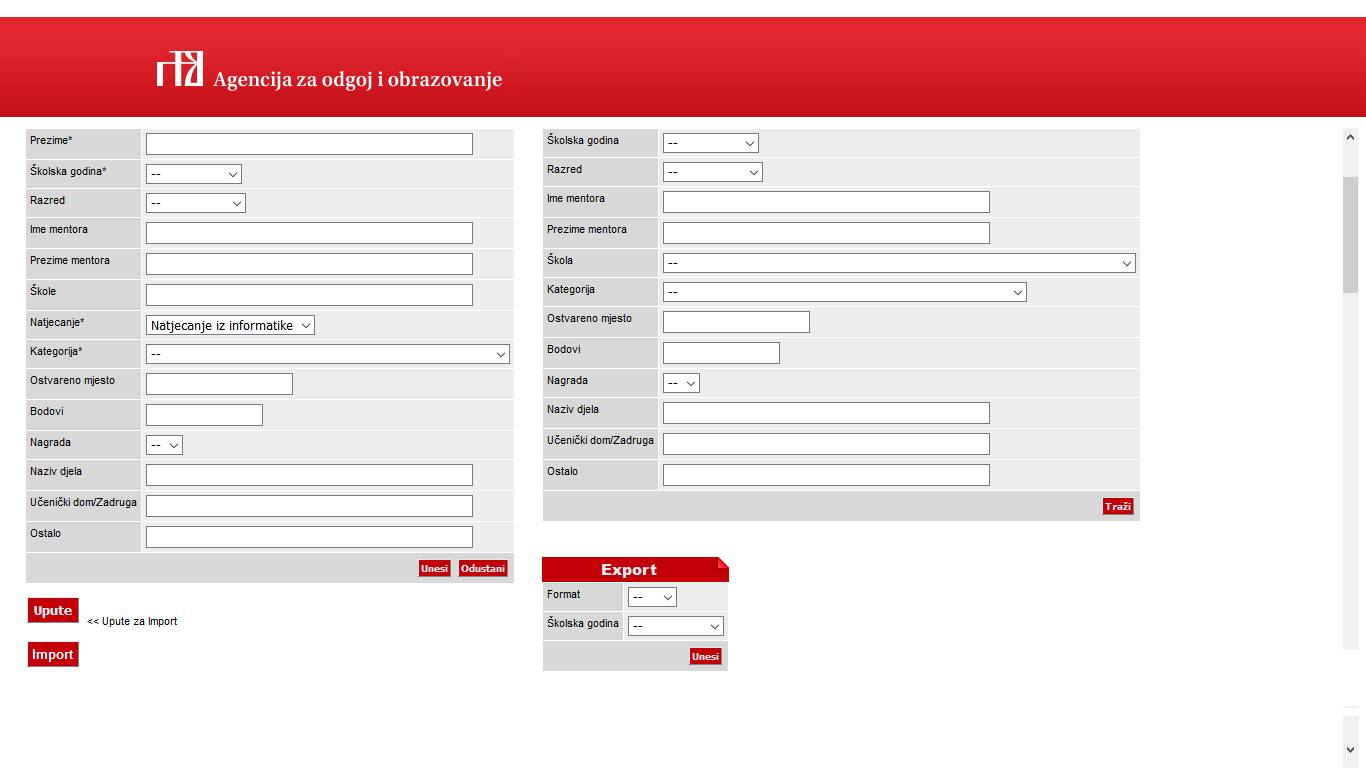 Agencija za odgoj i obrazovanje
Prezime*
Školska godina* --
Razred --
Ime mentora
Prezime mentora
Škole
Natjecanje* Natjecanje iz informatike
Kategorija* --
Ostvareno mjesto
Bodovi
Nagrada --
Naziv djela
Učenički dom/Zadruga
Ostalo
Unesi Odustani
Upute << Upute za Import
Import
Školska godina --
Razred --
Ime mentora
Prezime mentora
Škola --
Kategorija --
Ostvareno mjesto
Bodovi
Nagrada --
Naziv djela
Učenički dom/Zadruga
Ostalo
Traži
Export
Format --
Školska godina --
Unesi